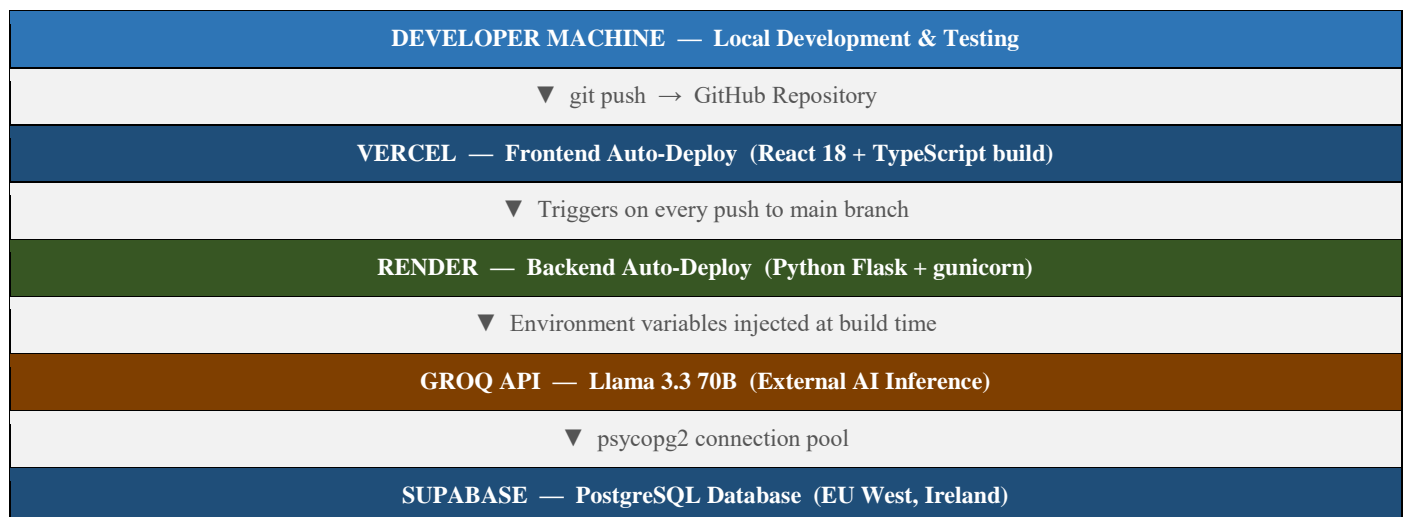 DEVELOPER MACHINE — Local Development & Testing
▼ git push → GitHub Repository
VERCEL — Frontend Auto-Deploy (React 18 + TypeScript build)
▼ Triggers on every push to main branch
RENDER — Backend Auto-Deploy (Python Flask + gunicorn)
▼ Environment variables injected at build time
GROQ API — Llama 3.3 70B (External AI Inference)
▼ psycopg2 connection pool
SUPABASE — PostgreSQL Database (EU West, Ireland)